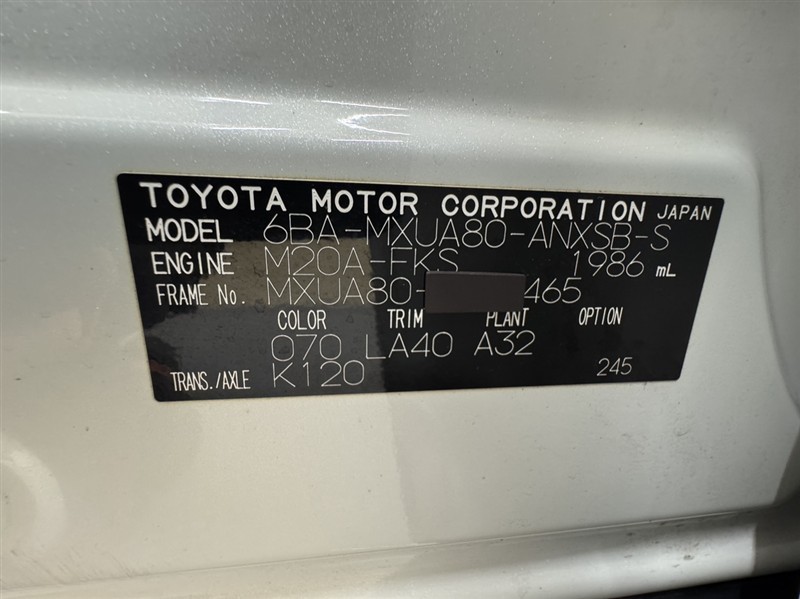 TOYOTA MOTOR CORPORATION JAPAN
MODEL 6BA-MXUA80-ANXSB-S
ENGINE M20A-FKS 1986 mL
FRAME No. MXUA80- 465
COLOR TRIM PLANT OPTION
070 LA40 A32
TRANS./AXLE K120 245